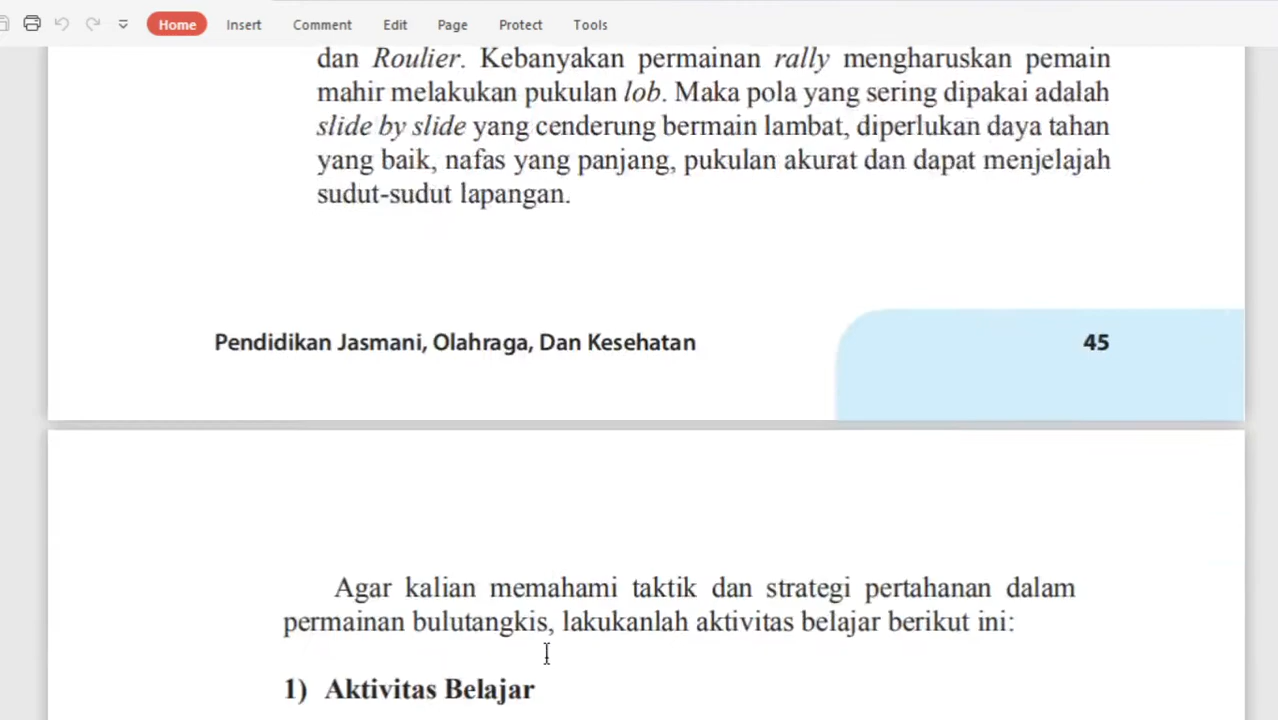 Home Insert Comment Edit Page Protect Tools
dan Roulier. Kebanyakan permainan rally mengharuskan pemain
mahir melakukan pukulan lob. Maka pola yang sering dipakai adalah
slide by slide yang cenderung bermain lambat, diperlukan daya tahan
yang baik, nafas yang panjang, pukulan akurat dan dapat menjelajah
sudut-sudut lapangan.
Pendidikan Jasmani, Olahraga, Dan Kesehatan 45
Agar kalian memahami taktik dan strategi pertahanan dalam
permainan bulutangkis, lakukanlah aktivitas belajar berikut ini:
1) Aktivitas Belajar